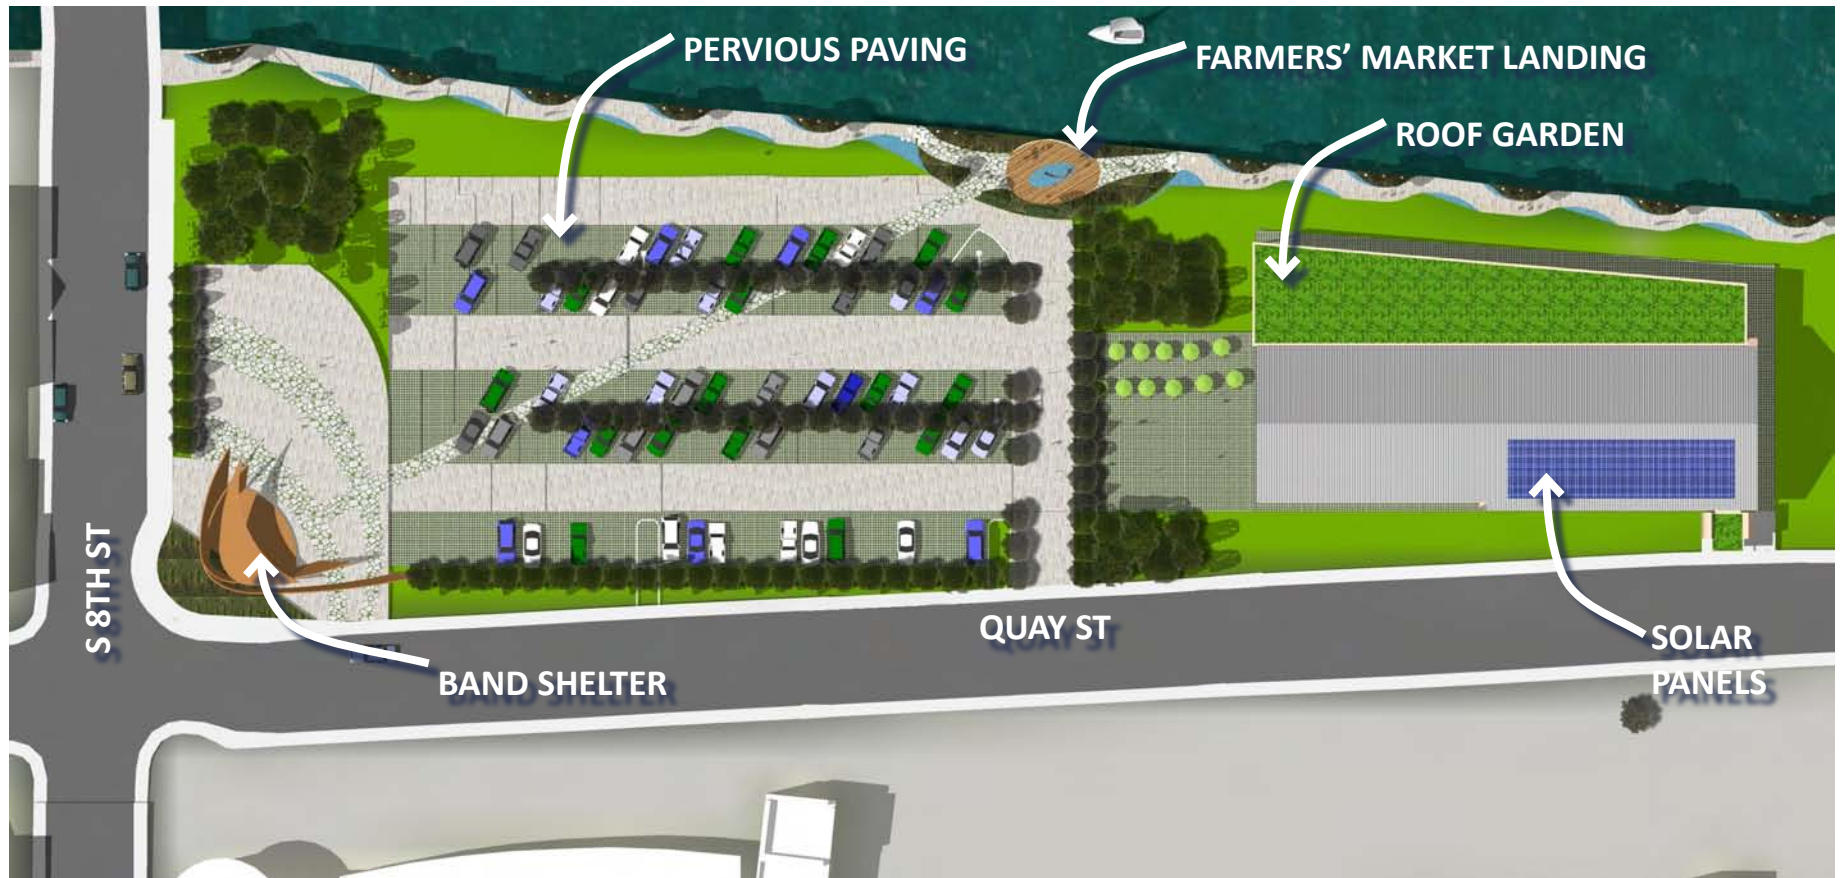 PERVIOUS PAVING
FARMERS' MARKET LANDING
ROOF GARDEN
S 8TH ST
QUAY ST
BAND SHELTER
SOLAR
PANELS